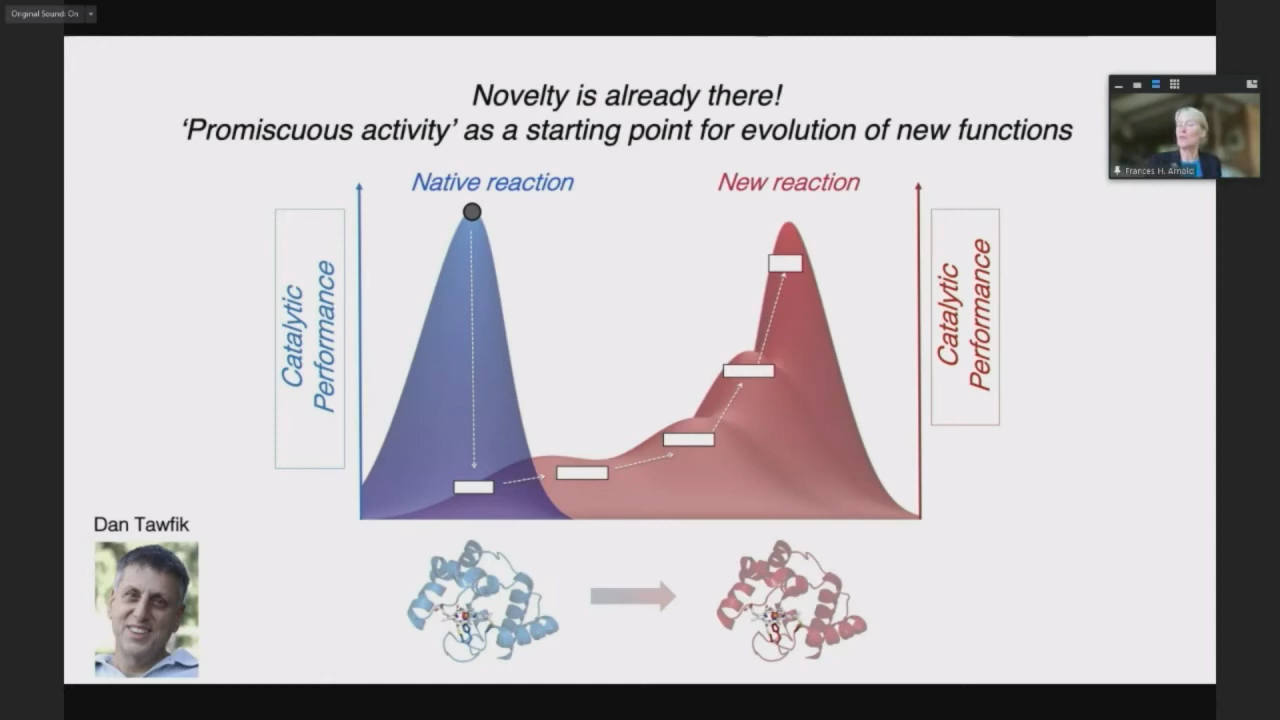 Original Sound: On
Novelty is already there!
‘Promiscuous activity’ as a starting point for evolution of new functions
Frances H. Arnold
Native reaction
New reaction
Catalytic
Performance
Catalytic
Performance
Dan Tawfik